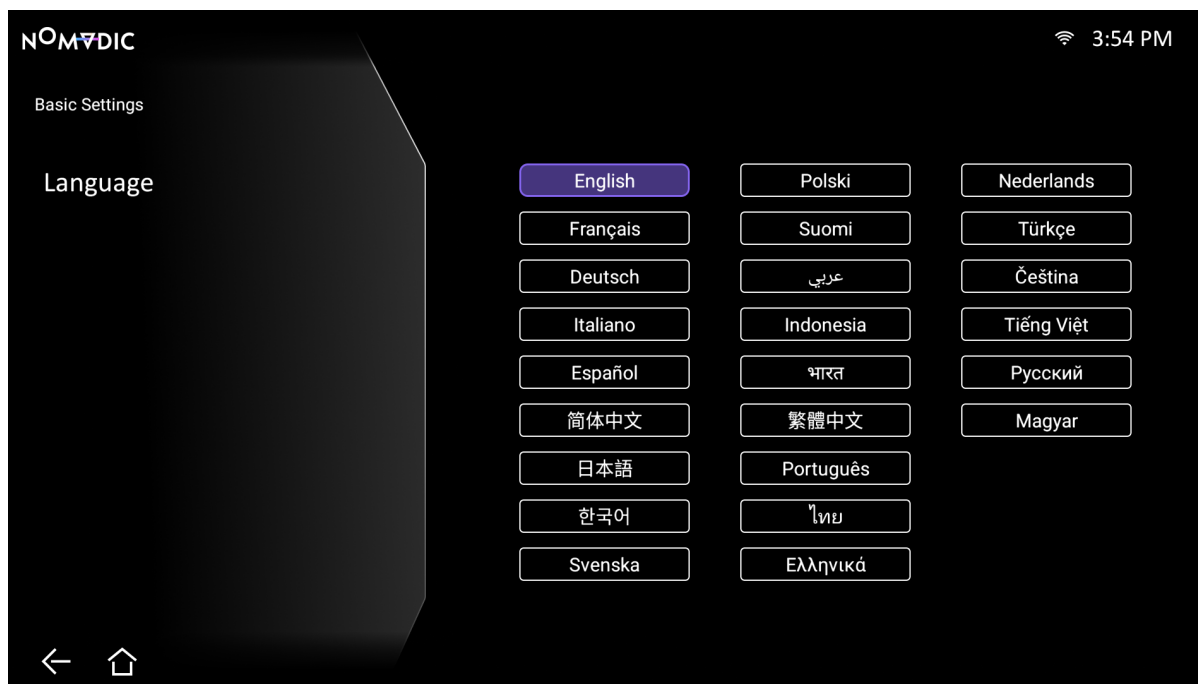 NOMADIC
3:54 PM
Basic Settings
Language
English
Polski
Nederlands
Français
Suomi
Türkçe
Deutsch
عربي
Čeština
Italiano
Indonesia
Tiếng Việt
Español
भारत
Русский
简体中文
繁體中文
Magyar
日本語
Português
한국어
ไทย
Svenska
Ελληνικά